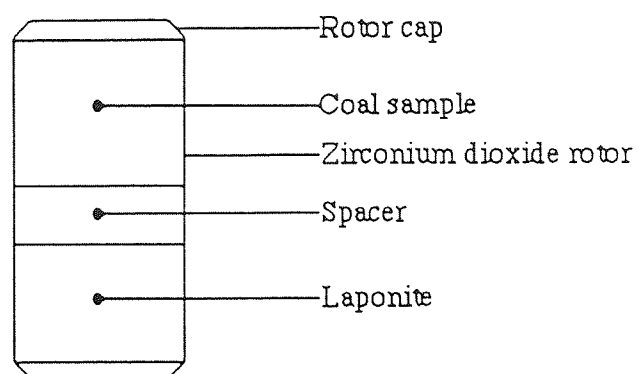 Rotor cap
Coal sample
Zirconium dioxide rotor
Spacer
Laponite